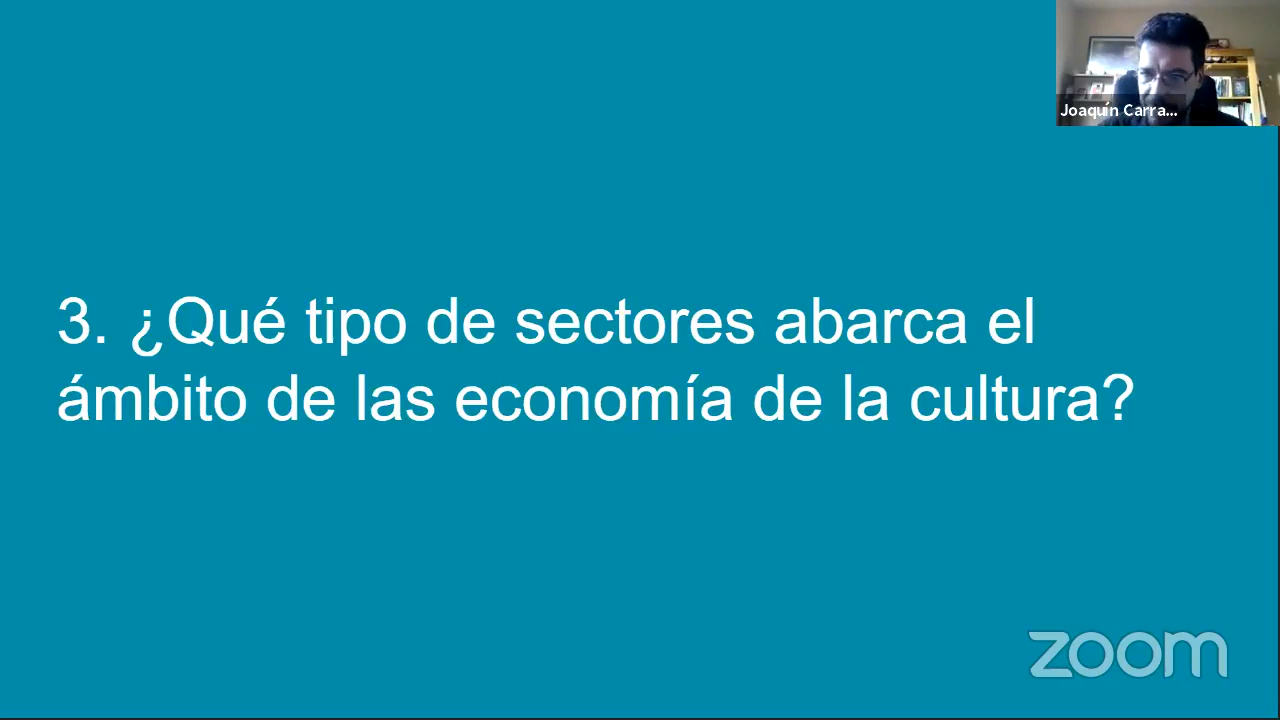 Joaquín Carra...
3. ¿Qué tipo de sectores abarca el
ámbito de las economía de la cultura?
zoom